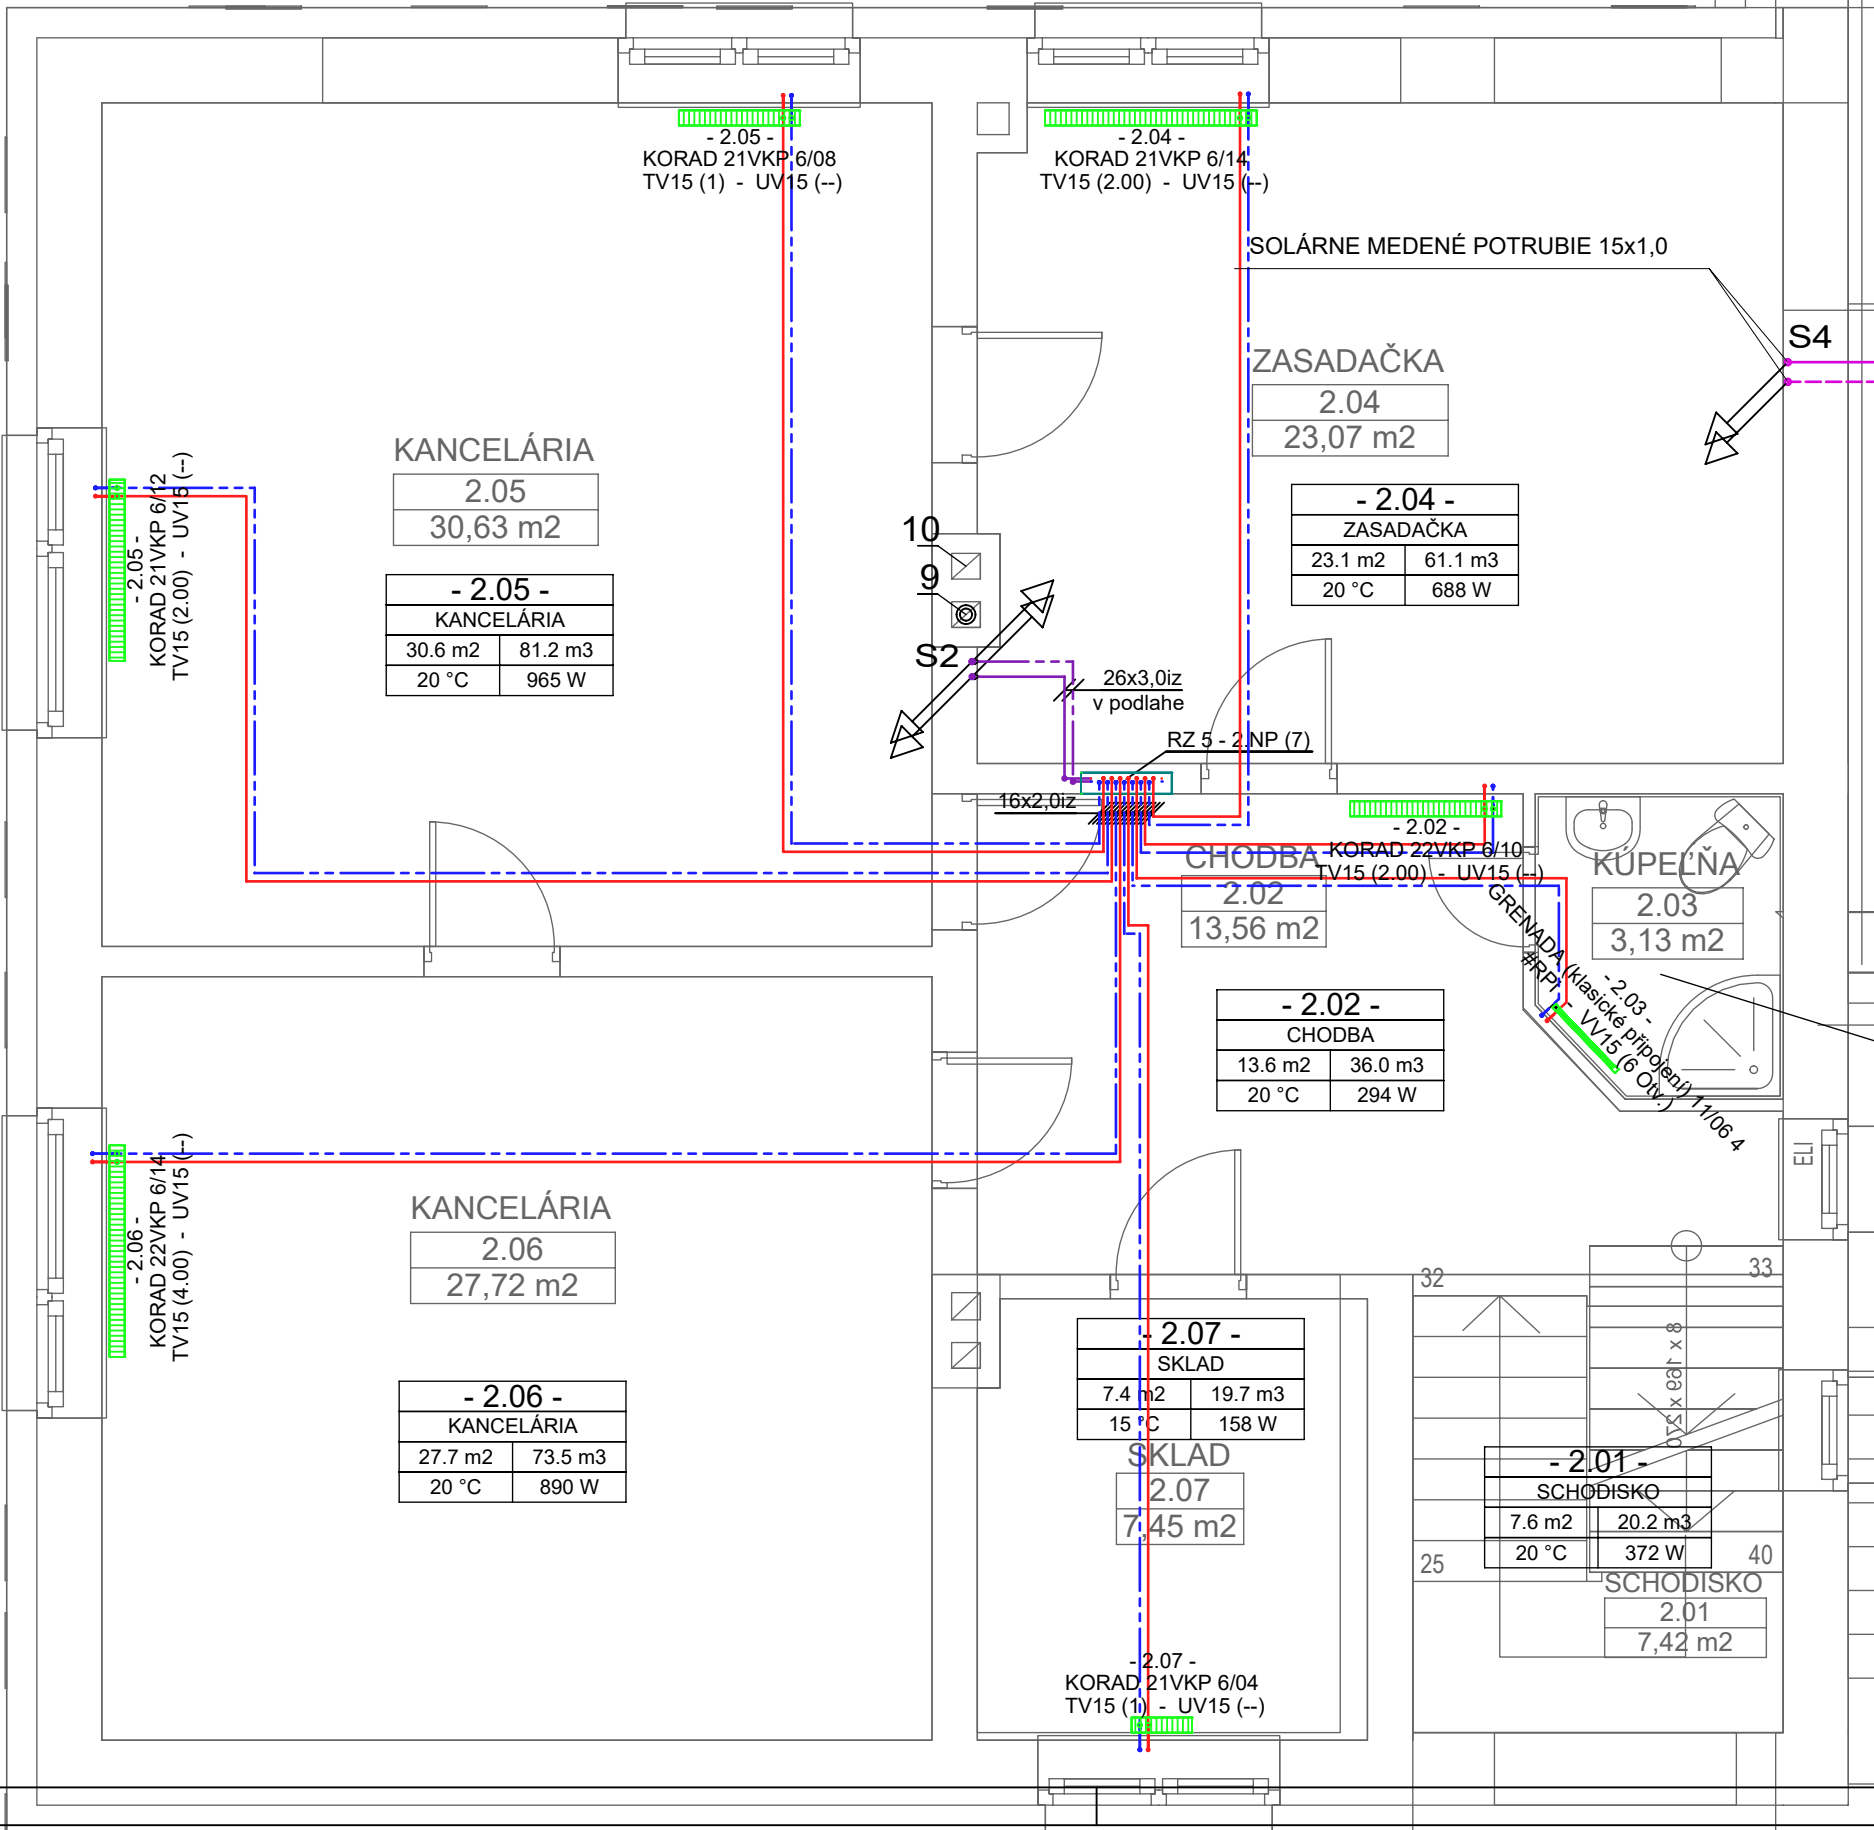 - 2.05 -
KORAD 21VKP 6/08
TV15 (1) - UV15 (--)
- 2.04 -
KORAD 21VKP 6/14
TV15 (2.00) - UV15 (--)
SOLÁRNE MEDENÉ POTRUBIE 15x1,0
S4
ZASADAČKA
2.04
23,07 m2
KANCELÁRIA
2.05
30,63 m2
- 2.05 -
KORAD 21VKP 6/12
TV15 (2.00) - UV15 (--)
- 2.04 -
ZASADAČKA
23.1 m2 61.1 m3
20 °C 688 W
10
9
- 2.05 -
KANCELÁRIA
30.6 m2 81.2 m3
20 °C 965 W
S2
26x3,0iz
v podlahe
RZ 5 - 2.NP (7)
16x2,0iz
- 2.02 -
KORAD 22VKP 6/10
TV15 (2.00) - UV15 (--)
CHODBA
2.02
13,56 m2
KÚPEĽŇA
2.03
3,13 m2
- 2.03 -
GRENADA (klasické připojení) 11/06 4
#RPI - VV15 (6 Otv.)
- 2.02 -
CHODBA
13.6 m2 36.0 m3
20 °C 294 W
ELI
- 2.06 -
KORAD 22VKP 6/14
TV15 (4.00) - UV15 (--)
KANCELÁRIA
2.06
27,72 m2
32
33
8 x 169 x 270
- 2.07 -
SKLAD
7.4 m2 19.7 m3
15 °C 158 W
- 2.06 -
KANCELÁRIA
27.7 m2 73.5 m3
20 °C 890 W
SKLAD
2.07
7,45 m2
- 2.01 -
SCHODISKO
7.6 m2 20.2 m3
20 °C 372 W
25
40
SCHODISKO
2.01
7,42 m2
- 2.07 -
KORAD 21VKP 6/04
TV15 (1) - UV15 (--)